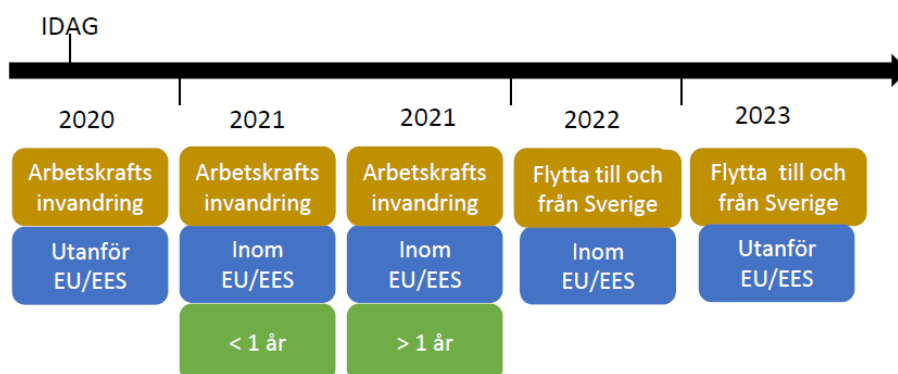 IDAG
2020
2021
2021
2022
2023
Arbetskrafts
invandring
Arbetskrafts
invandring
Arbetskrafts
invandring
Flytta till och
från Sverige
Flytta till och
från Sverige
Utanför
EU/EES
Inom
EU/EES
Inom
EU/EES
Inom
EU/EES
Utanför
EU/EES
< 1 år
> 1 år